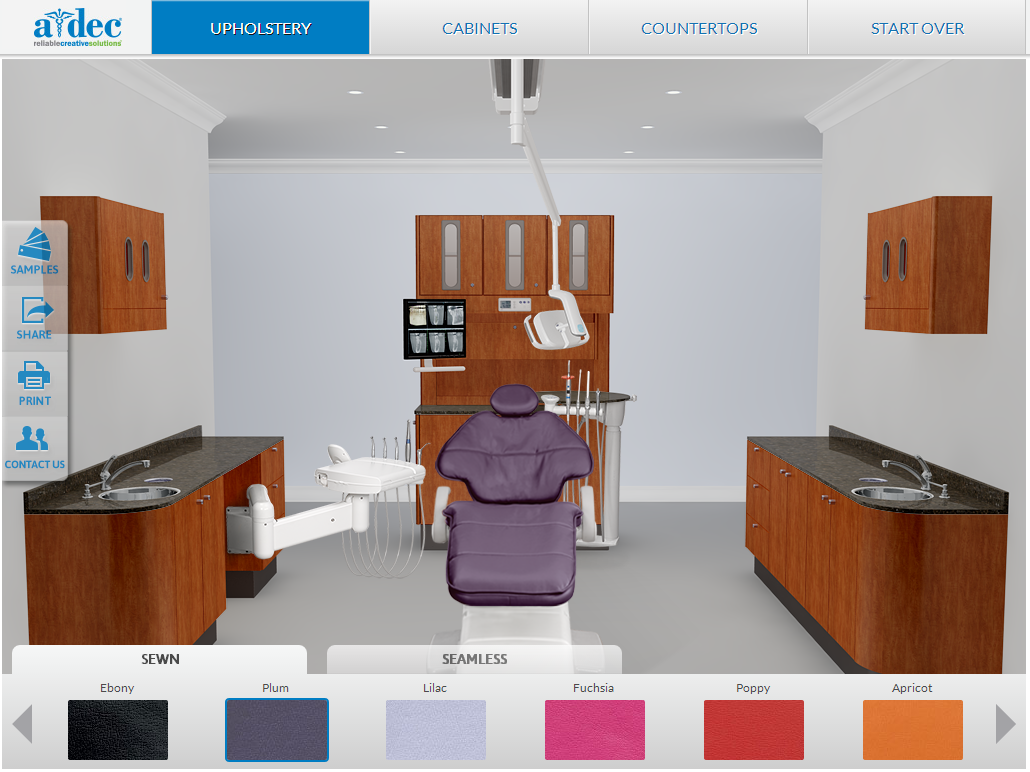 a dec
reliablecreativesolutions
UPHOLSTERY
CABINETS
COUNTERTOPS
START OVER
SAMPLES
SHARE
PRINT
CONTACT US
SEWN
SEAMLESS
Ebony
Plum
Lilac
Fuchsia
Poppy
Apricot